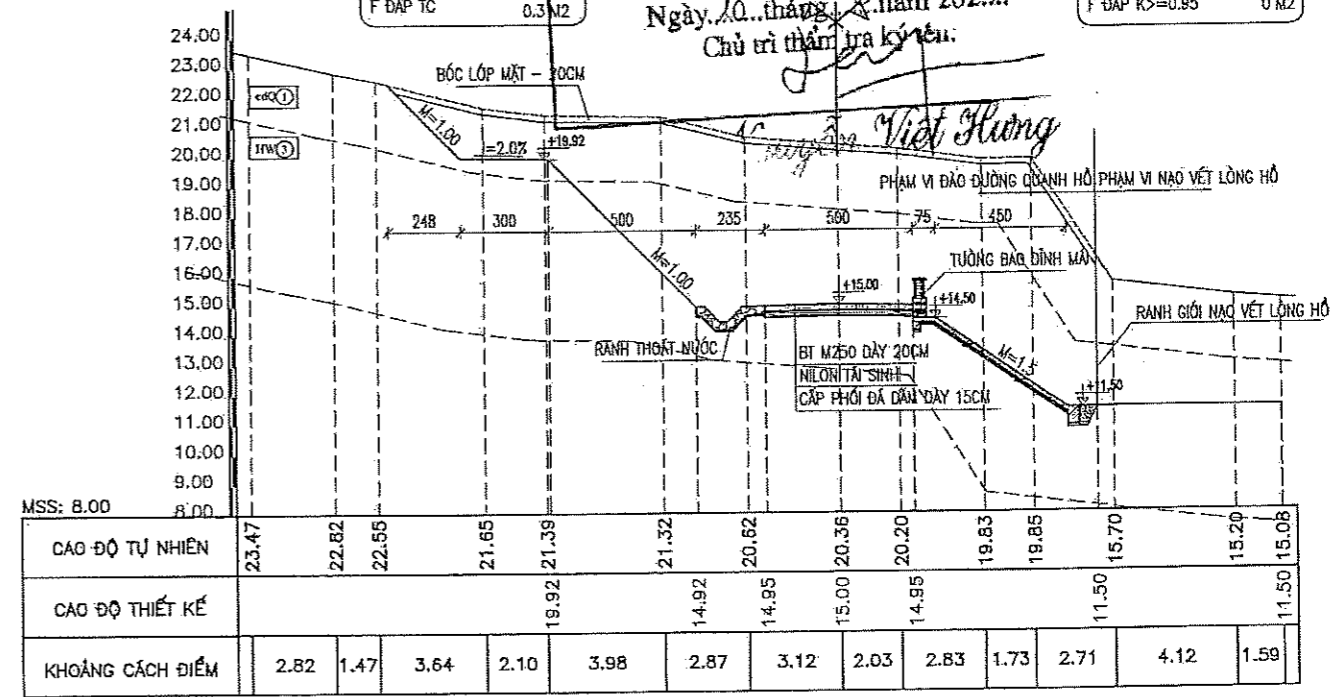 F ĐẮP TC 0.3 M2
Ngày 10 tháng
Chủ trì thẩm tra ký tên:
F ĐẮP K>=0.95 0 M2
24.00
23.00
22.00
21.00
20.00
19.00
18.00
17.00
16.00
15.00
14.00
13.00
12.00
11.00
10.00
9.00
8.00
BÓC LỚP MẶT - 20CM
edQ 1
HW 3
M=1.00
I=2.0%
+19.92
Việt Hưng
PHẠM VI ĐÀO ĐƯỜNG QUANH HỒ
PHẠM VI NẠO VÉT LÒNG HỒ
248
300
500
235
500
75
450
M=1.00
TƯỜNG BAO ĐỈNH MÁI
+15.00
+14.50
RANH GIỚI NẠO VÉT LÒNG HỒ
RÃNH THOÁT NƯỚC
BT M250 DÀY 20CM
NILON TÁI SINH
CẤP PHỐI ĐÁ DĂM DÀY 15CM
M=1.5
+11.50
MSS: 8.00
CAO ĐỘ TỰ NHIÊN
23.47 22.82 22.55 21.65 21.39 21.32 20.62 20.36 20.20 19.83 19.85 15.70 15.20 15.08
CAO ĐỘ THIẾT KẾ
19.92 14.92 14.95 15.00 14.95 11.50 11.50
KHOẢNG CÁCH ĐIỂM
2.82 1.47 3.64 2.10 3.98 2.87 3.12 2.03 2.83 1.73 2.71 4.12 1.59